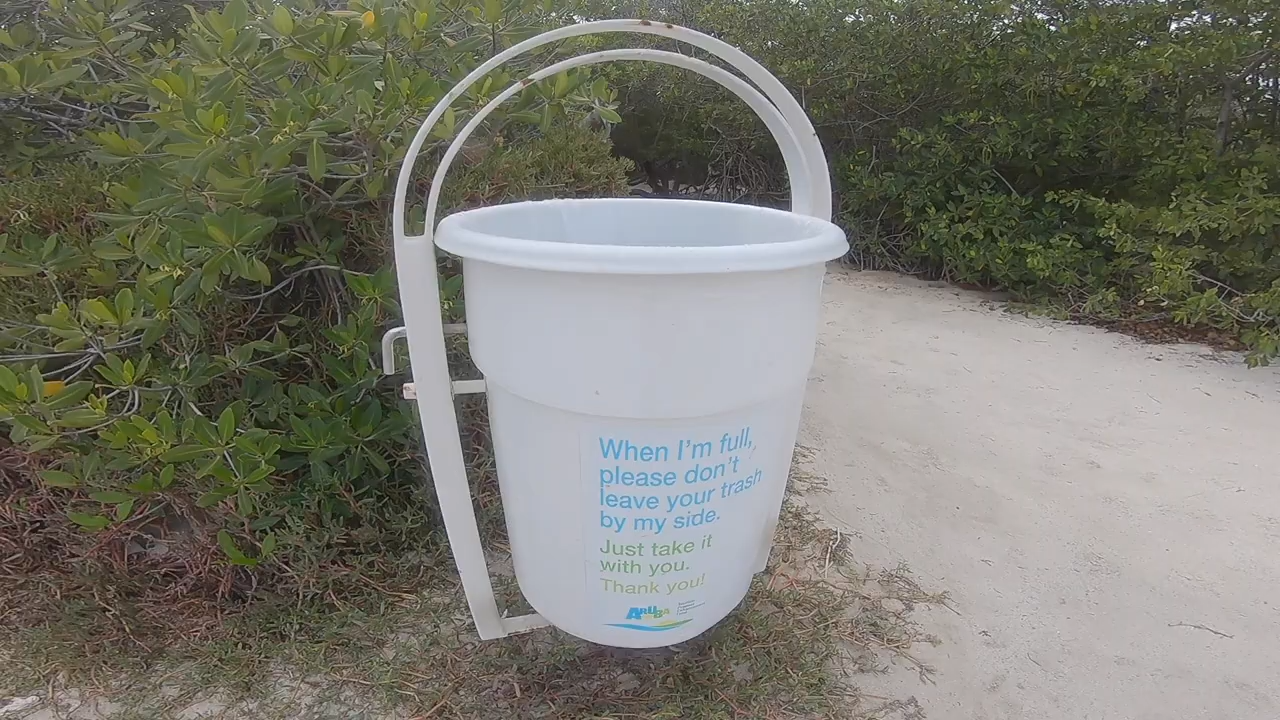 When I'm full,
please don't
leave your trash
by my side.
Just take it
with you.
Thank you!
ARUBA